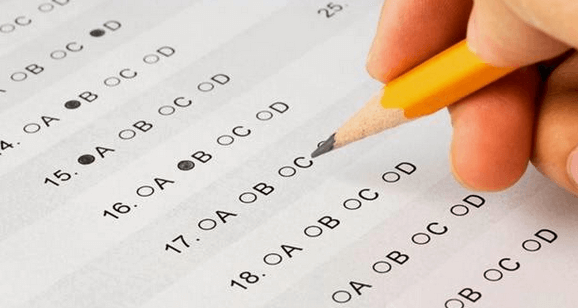 C D
B C D
A B C D
25.
15. A B C D
16. A B C D
17. A B C
18. A B C D
A B C D
B C D